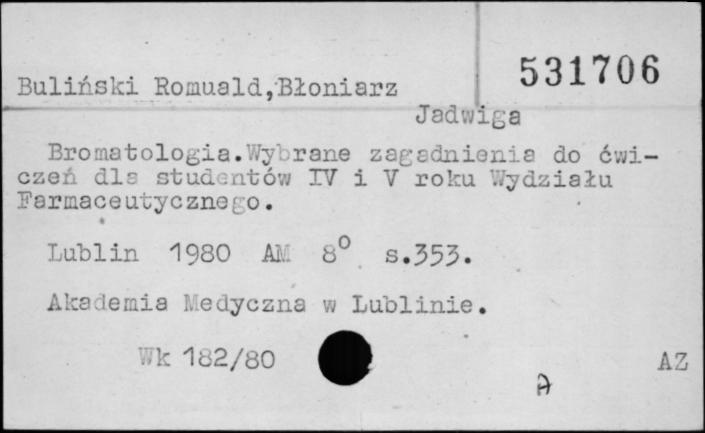 531706
Buliński Romuald,Błoniarz
Jadwiga
Bromatologia.Wybrane zagadnienia do ćwi-
czeń dla studentów IV i V roku Wydziału
Farmaceutycznego.
Lublin 1980 AM 8° s.353.
Akademia Medyczna w Lublinie.
Wk 182/80
AZ
A